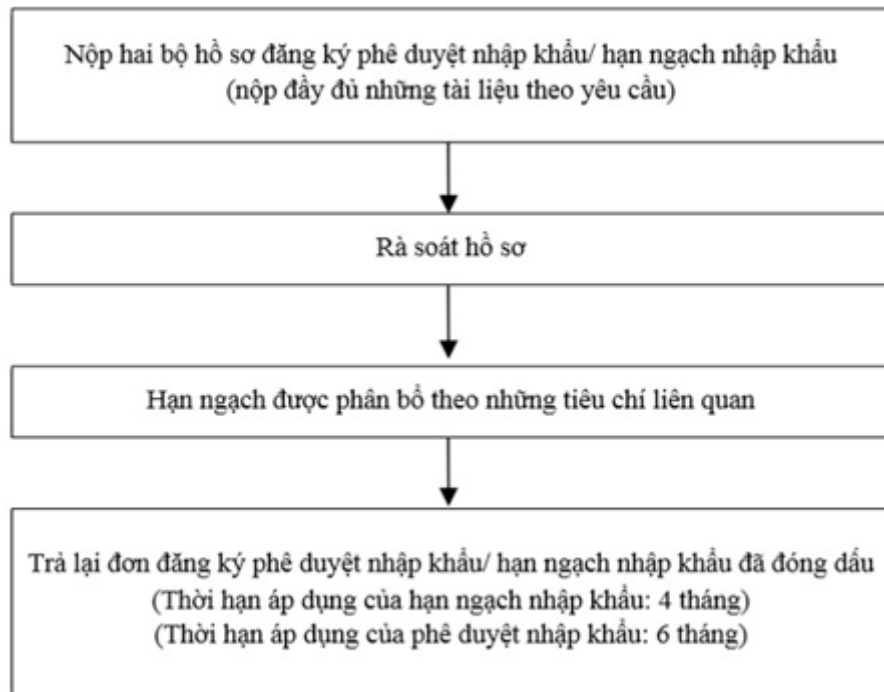 Nộp hai bộ hồ sơ đăng ký phê duyệt nhập khẩu/ hạn ngạch nhập khẩu
(nộp đầy đủ những tài liệu theo yêu cầu)
Rà soát hồ sơ
Hạn ngạch được phân bổ theo những tiêu chí liên quan
Trả lại đơn đăng ký phê duyệt nhập khẩu/ hạn ngạch nhập khẩu đã đóng dấu
(Thời hạn áp dụng của hạn ngạch nhập khẩu: 4 tháng)
(Thời hạn áp dụng của phê duyệt nhập khẩu: 6 tháng)